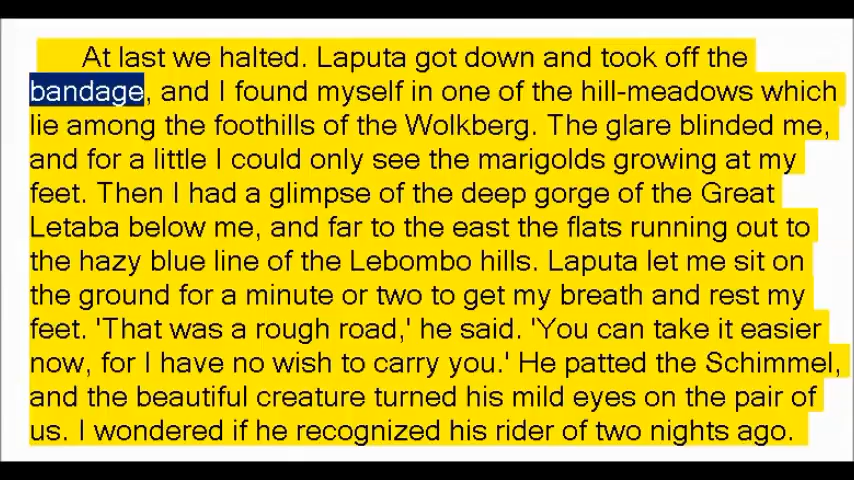 At last we halted. Laputa got down and took off the
bandage, and I found myself in one of the hill-meadows which
lie among the foothills of the Wolkberg. The glare blinded me,
and for a little I could only see the marigolds growing at my
feet. Then I had a glimpse of the deep gorge of the Great
Letaba below me, and far to the east the flats running out to
the hazy blue line of the Lebombo hills. Laputa let me sit on
the ground for a minute or two to get my breath and rest my
feet. 'That was a rough road,' he said. 'You can take it easier
now, for I have no wish to carry you.' He patted the Schimmel,
and the beautiful creature turned his mild eyes on the pair of
us. I wondered if he recognized his rider of two nights ago.